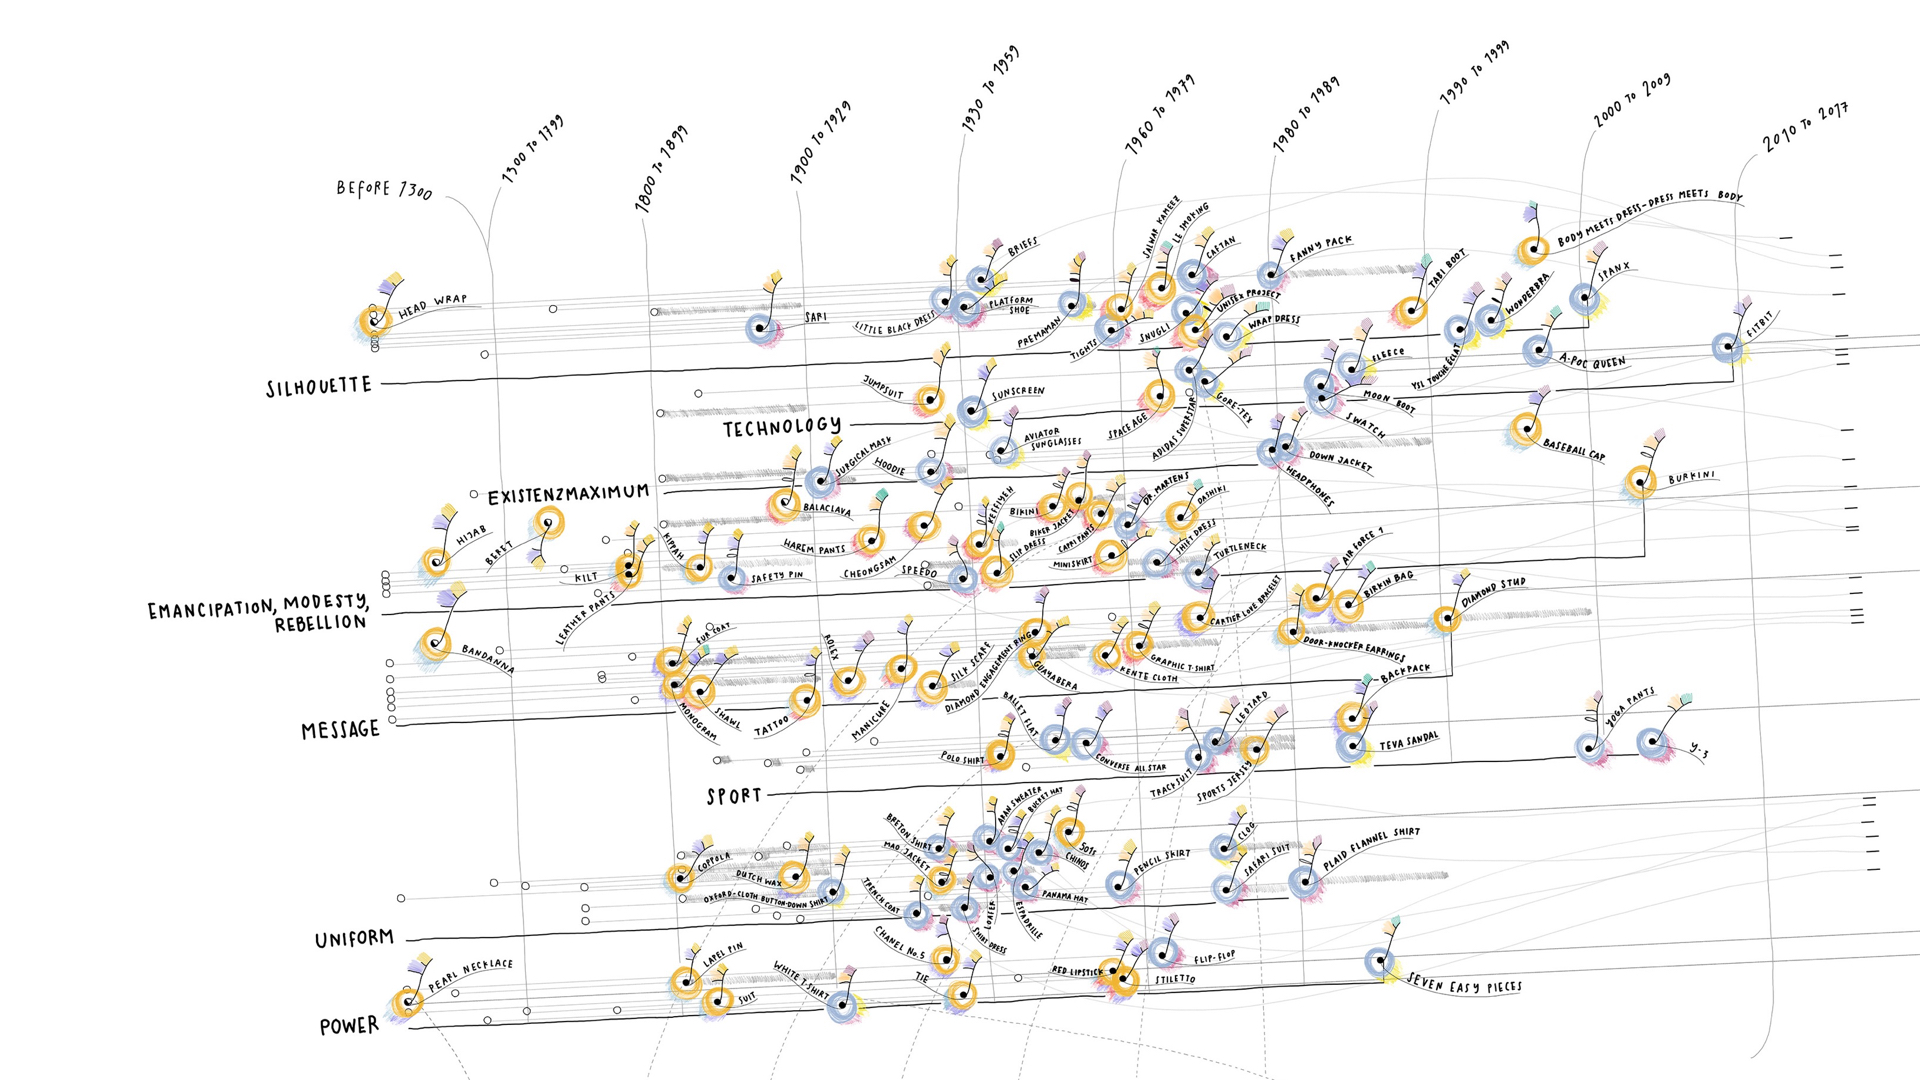 BEFORE 1300
1300 TO 1799
1800 TO 1899
1900 TO 1929
1930 TO 1959
1960 TO 1979
1980 TO 1989
1990 TO 1999
2000 TO 2009
2010 TO 2017
SILHOUETTE
HEAD WRAP
SARI
LITTLE BLACK DRESS
BRIEFS
PLATFORM
SHOE
PREMAMAN
TIGHTS
SALWAR KAMEEZ
LE SMOKING
CAFTAN
SNUGLI
UNISEX PROJECT
WRAP DRESS
FANNY PACK
TABI BOOT
YSL TOUCHE ÉCLAT
WONDERBRA
BODY MEETS DRESS-DRESS MEETS BODY
SPANX
TECHNOLOGY
JUMPSUIT
SUNSCREEN
SPACE AGE
ADIDAS SUPERSTAR
GORE-TEX
FLEECE
MOON BOOT
SWATCH
A-POC QUEEN
FITBIT
EXISTENZMAXIMUM
BALACLAVA
SURGICAL MASK
HOODIE
AVIATOR
SUNGLASSES
HEADPHONES
DOWN JACKET
BASEBALL CAP
EMANCIPATION, MODESTY,
REBELLION
HIJAB
BERET
KILT
LEATHER PANTS
KIPPAH
SAFETY PIN
HAREM PANTS
CHEONGSAM
SPEEDO
KEFFIYEH
SLIP DRESS
BIKINI
BIKER JACKET
CAPRI PANTS
DR. MARTENS
MINISKIRT
DASHIKI
SHIFT DRESS
TURTLENECK
BURKINI
MESSAGE
BANDANNA
FUR COAT
MONOGRAM
SHAWL
TATTOO
ROLEX
MANICURE
SILK SCARF
DIAMOND ENGAGEMENT RING
GUAYABERA
KENTE CLOTH
GRAPHIC T-SHIRT
CARTIER LOVE BRACELET
DOOR-KNOCKER EARRINGS
AIR FORCE 1
BIRKIN BAG
DIAMOND STUD
SPORT
POLO SHIRT
BALLET FLAT
CONVERSE ALL STAR
TRACKSUIT
LEOTARD
SPORTS JERSEY
BACKPACK
TEVA SANDAL
YOGA PANTS
Y-3
UNIFORM
COPPOLA
DUTCH WAX
OXFORD-CLOTH BUTTON-DOWN SHIRT
BRETON SHIRT
MAO JACKET
TRENCH COAT
ARAN SWEATER
BUCKET HAT
501S
CHINOS
LOAFER
SHIRT DRESS
ESPADRILLE
PANAMA HAT
PENCIL SKIRT
CLOG
SAFARI SUIT
PLAID FLANNEL SHIRT
POWER
PEARL NECKLACE
LAPEL PIN
SUIT
WHITE T-SHIRT
CHANEL No.5
TIE
RED LIPSTICK
STILETTO
FLIP-FLOP
SEVEN EASY PIECES